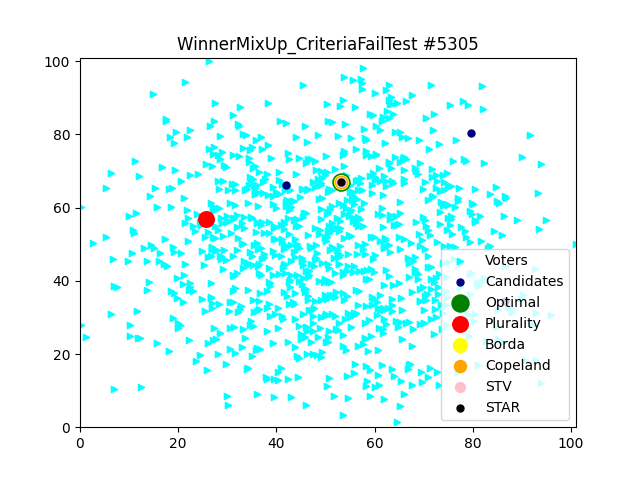 WinnerMixUp_CriteriaFailTest #5305
100
80
60
40
20
0
0
20
40
60
80
100
Voters
Candidates
Optimal
Plurality
Borda
Copeland
STV
STAR